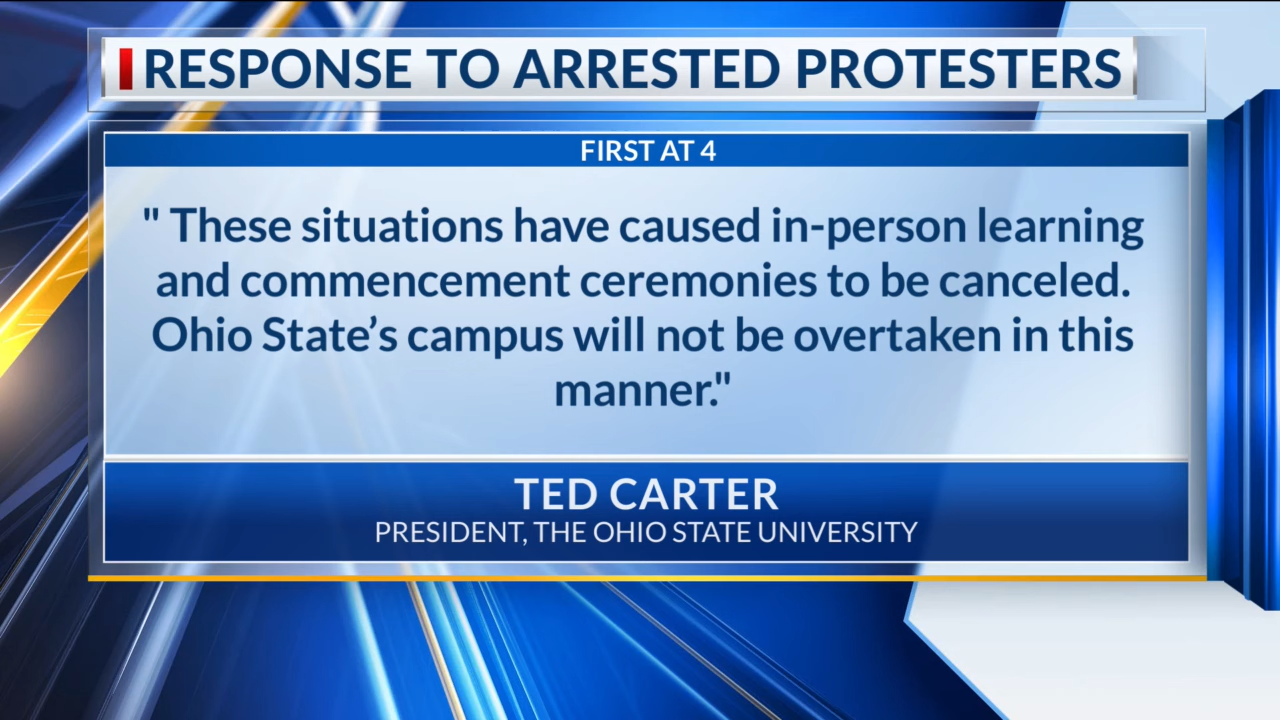 RESPONSE TO ARRESTED PROTESTERS
FIRST AT 4
" These situations have caused in-person learning
and commencement ceremonies to be canceled.
Ohio State’s campus will not be overtaken in this
manner."
TED CARTER
PRESIDENT, THE OHIO STATE UNIVERSITY